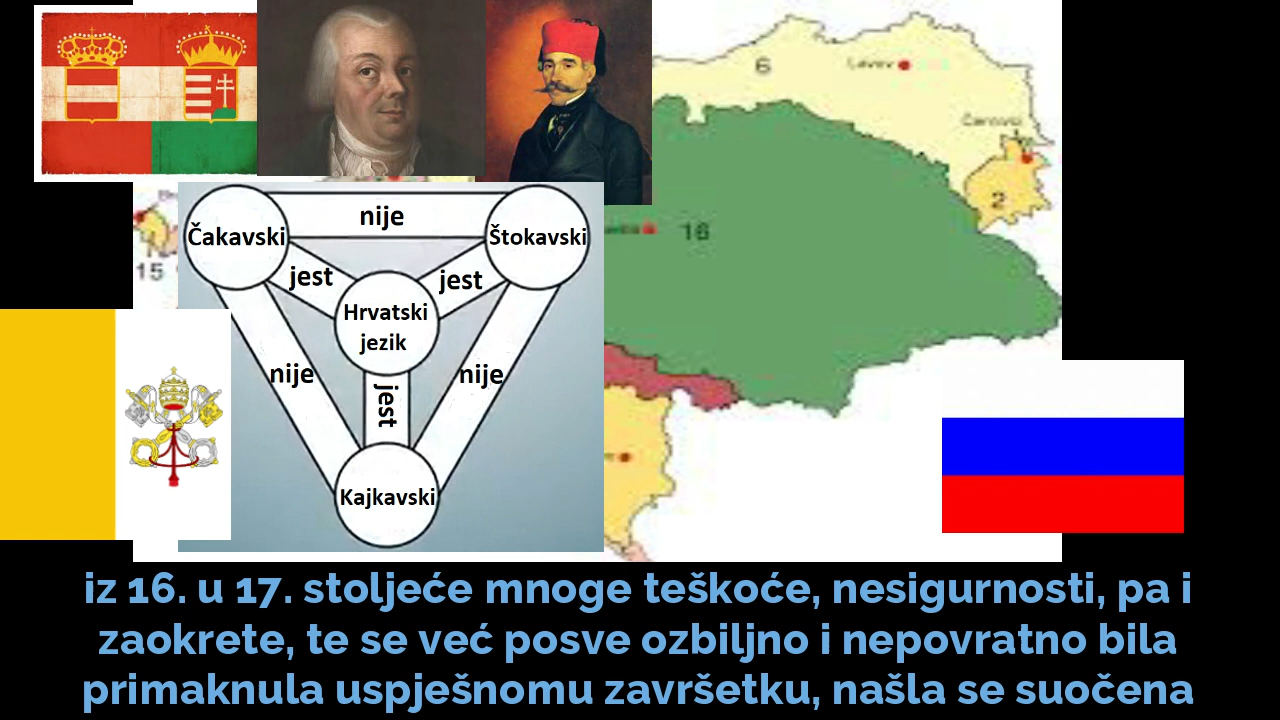 6
2
16
15
nije
Čakavski
Štokavski
jest
jest
Hrvatski
jezik
nije
nije
jest
Kajkavski
iz 16. u 17. stoljeće mnoge teškoće, nesigurnosti, pa i
zaokrete, te se već posve ozbiljno i nepovratno bila
primaknula uspješnomu završetku, našla se suočena